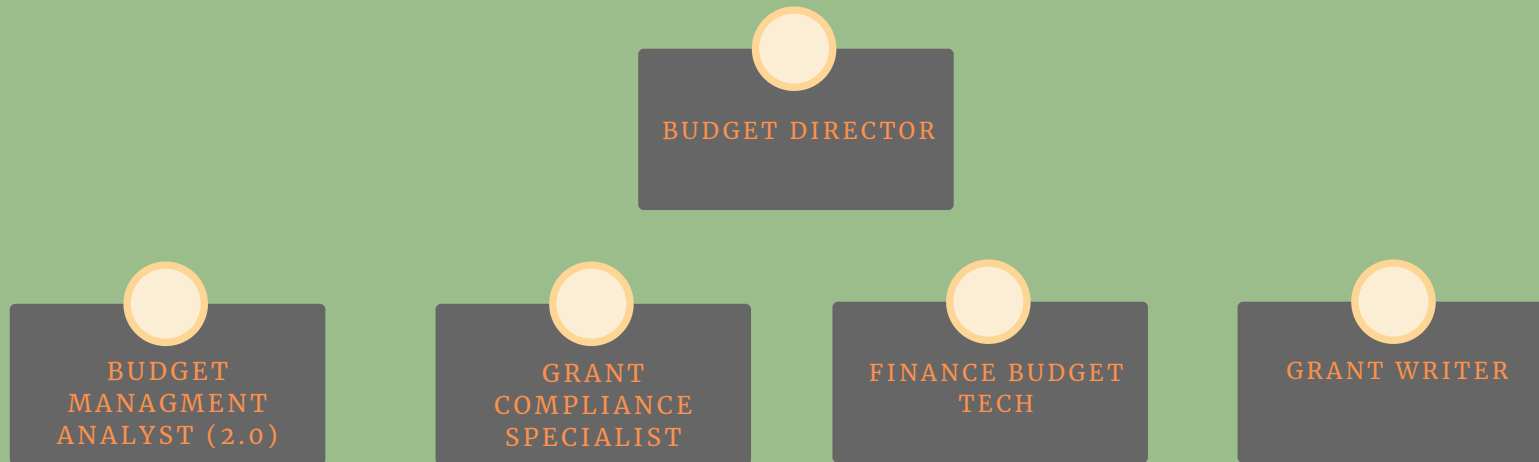 BUDGET DIRECTOR
BUDGET
MANAGMENT
ANALYST (2.0)
GRANT
COMPLIANCE
SPECIALIST
FINANCE BUDGET
TECH
GRANT WRITER